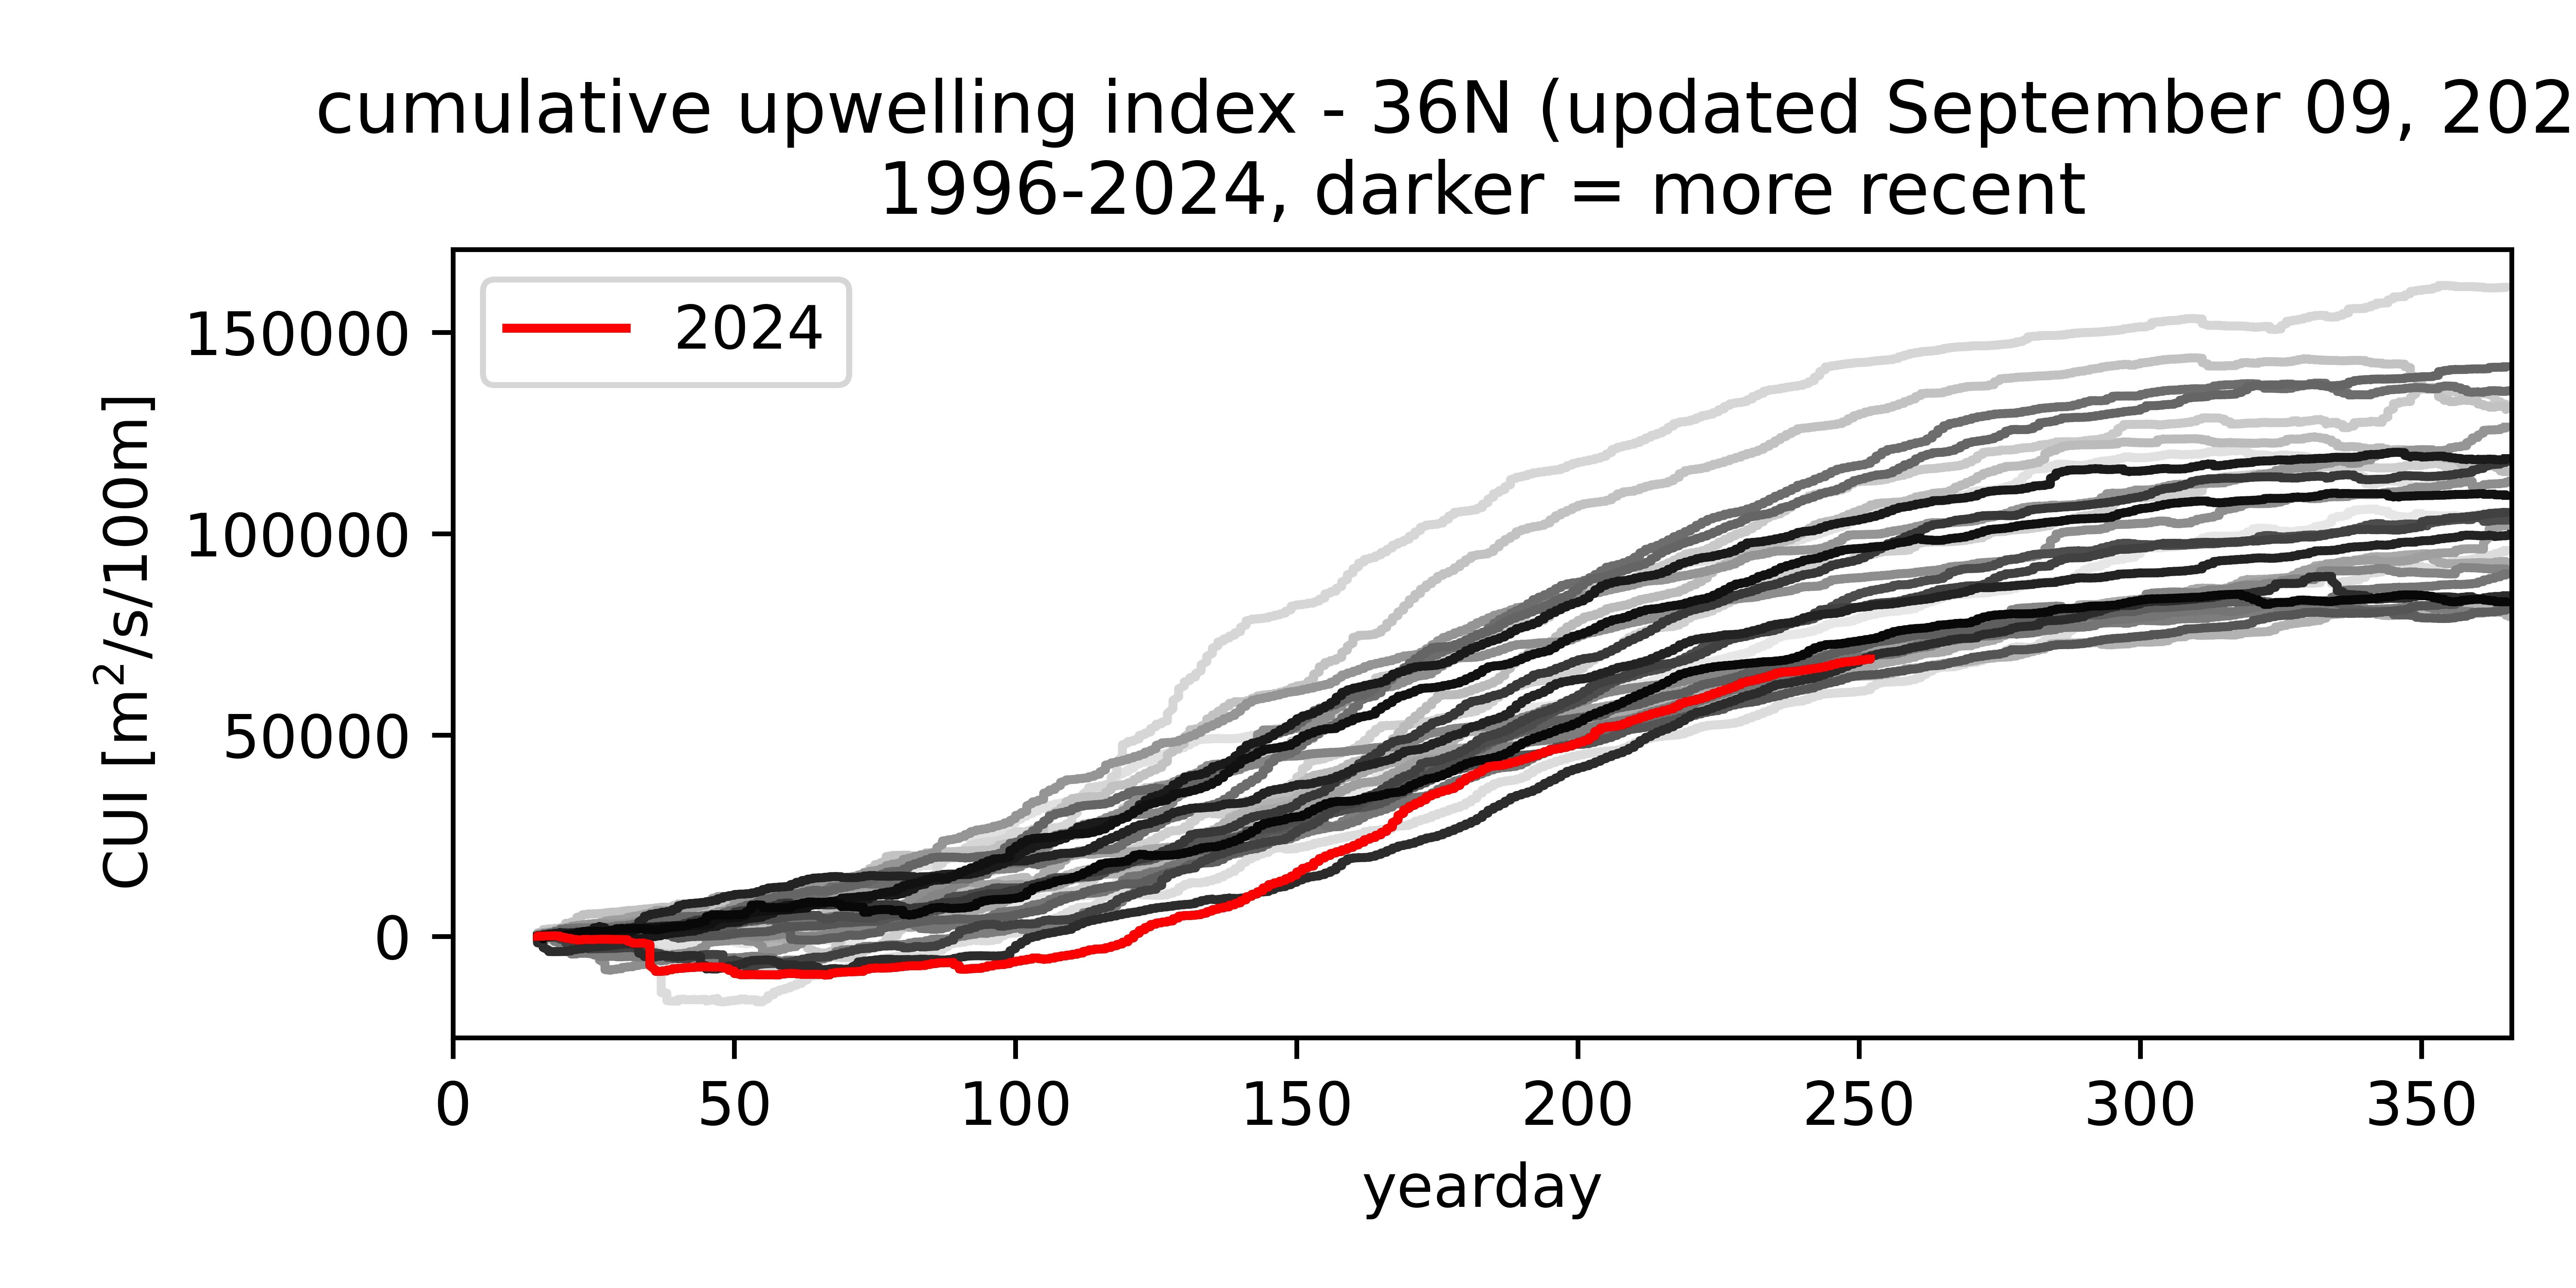 cumulative upwelling index - 36N (updated September 09, 202
1996-2024, darker = more recent
2024
CUI [m²/s/100m]
150000
100000
50000
0
0 50 100 150 200 250 300 350
yearday